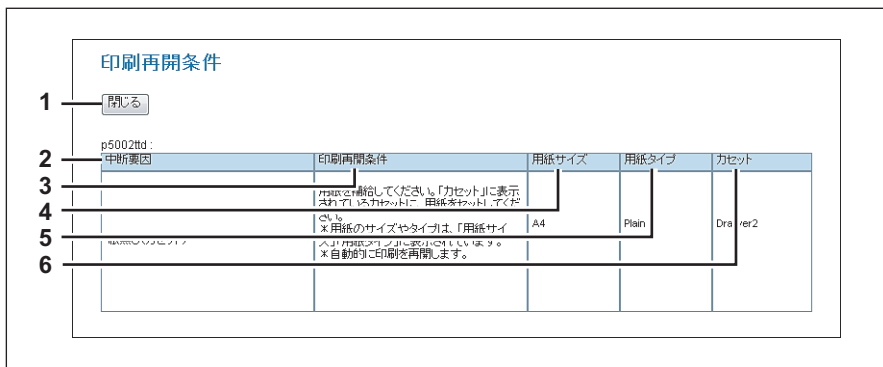 印刷再開条件
1
閉じる
p5002ttd :
2
中断要因 印刷再開条件 用紙サイズ 用紙タイプ カセット
3
用紙を補給してください。「カセット」に表示
4
されているカセットに、用紙をセットしてくだ
さい。
※用紙のサイズやタイプは、「用紙サイ
A4 Plain
5
ズ」「用紙タイプ」に表示されています。
6
※自動的に印刷を再開します。